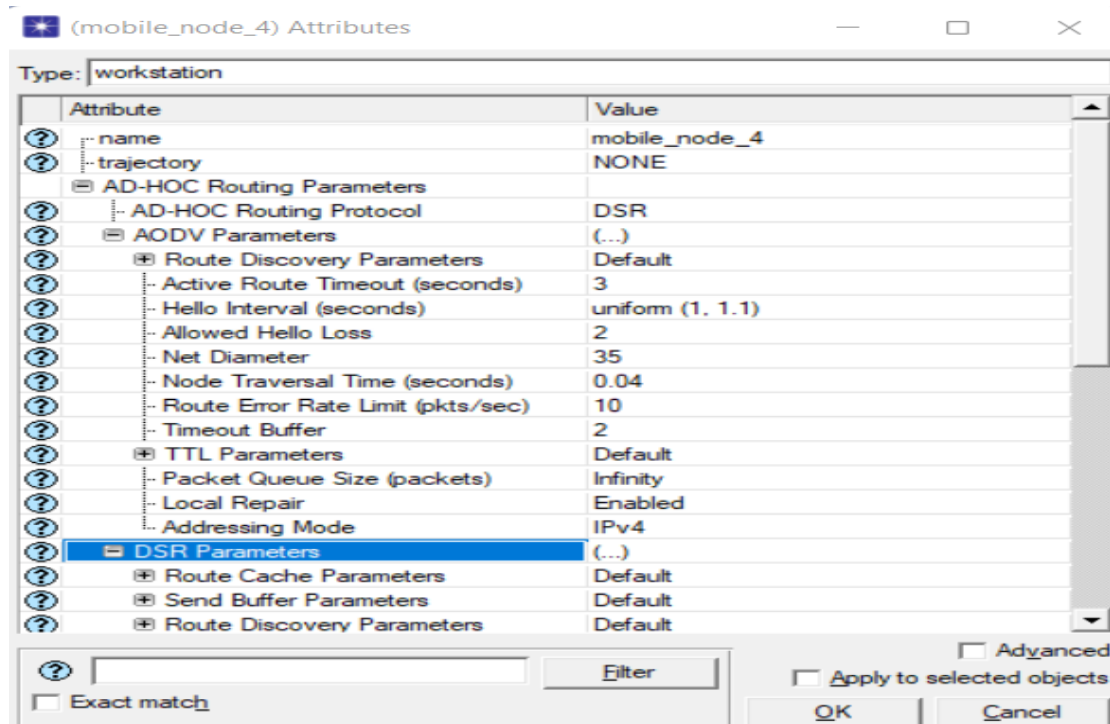 (mobile_node_4) Attributes
Type: workstation
Attribute Value
name mobile_node_4
trajectory NONE
AD-HOC Routing Parameters
AD-HOC Routing Protocol DSR
AODV Parameters (...)
Route Discovery Parameters Default
Active Route Timeout (seconds) 3
Hello Interval (seconds) uniform (1, 1.1)
Allowed Hello Loss 2
Net Diameter 35
Node Traversal Time (seconds) 0.04
Route Error Rate Limit (pkts/sec) 10
Timeout Buffer 2
TTL Parameters Default
Packet Queue Size (packets) Infinity
Local Repair Enabled
Addressing Mode IPv4
DSR Parameters (...)
Route Cache Parameters Default
Send Buffer Parameters Default
Route Discovery Parameters Default
Advanced
Filter
Apply to selected objects
Exact match
OK Cancel